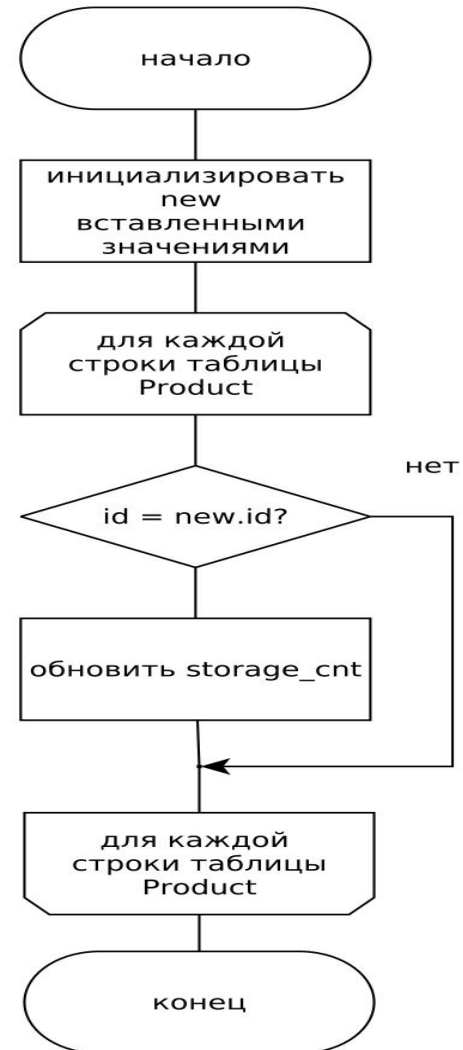 начало
инициализировать
new
вставленными
значениями
для каждой
строки таблицы
Product
нет
id = new.id?
обновить storage_cnt
для каждой
строки таблицы
Product
конец